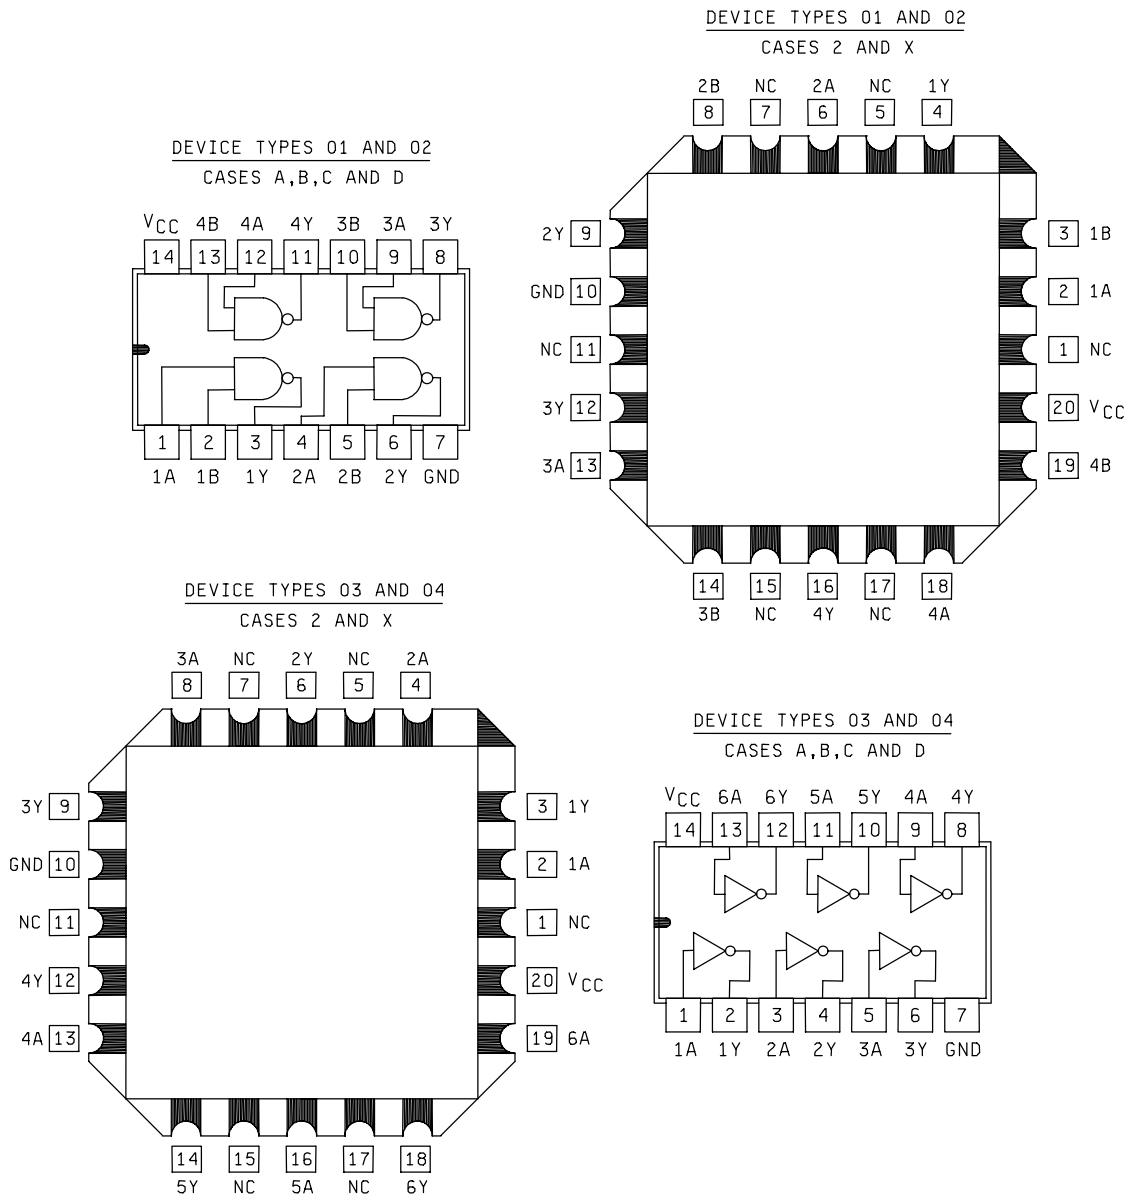 DEVICE TYPES 01 AND 02
CASES 2 AND X
2B NC 2A NC 1Y
8 7 6 5 4
2Y 9
GND 10
NC 11
3Y 12
3A 13
3 1B
2 1A
1 NC
20 VCC
19 4B
14 15 16 17 18
3B NC 4Y NC 4A
DEVICE TYPES 01 AND 02
CASES A,B,C AND D
VCC 4B 4A 4Y 3B 3A 3Y
14 13 12 11 10 9 8
1 2 3 4 5 6 7
1A 1B 1Y 2A 2B 2Y GND
DEVICE TYPES 03 AND 04
CASES 2 AND X
3A NC 2Y NC 2A
8 7 6 5 4
3Y 9
GND 10
NC 11
4Y 12
4A 13
3 1Y
2 1A
1 NC
20 VCC
19 6A
14 15 16 17 18
5Y NC 5A NC 6Y
DEVICE TYPES 03 AND 04
CASES A,B,C AND D
VCC 6A 6Y 5A 5Y 4A 4Y
14 13 12 11 10 9 8
1 2 3 4 5 6 7
1A 1Y 2A 2Y 3A 3Y GND